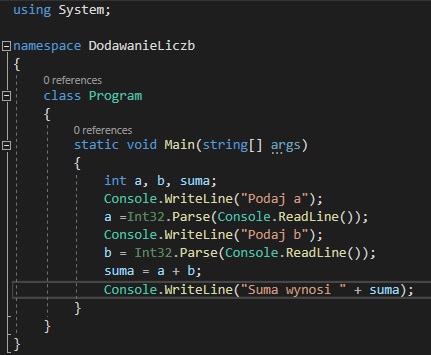 using System;
namespace DodawanieLiczb
{
0 references
class Program
{
0 references
static void Main(string[] args)
{
int a, b, suma;
Console.WriteLine("Podaj a");
a =Int32.Parse(Console.ReadLine());
Console.WriteLine("Podaj b");
b = Int32.Parse(Console.ReadLine());
suma = a + b;
Console.WriteLine("Suma wynosi " + suma);
}
}
}